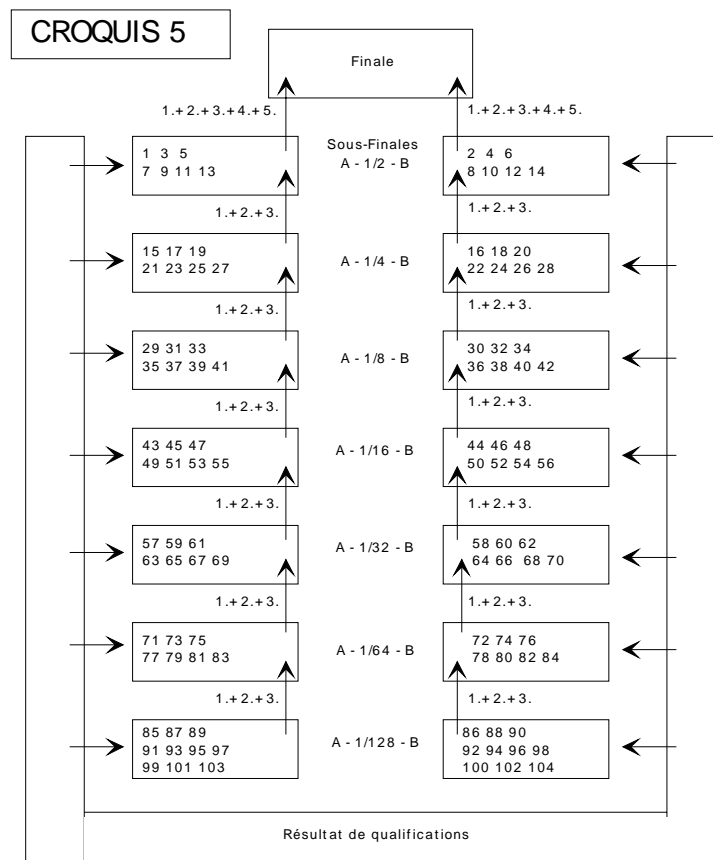 CROQUIS 5
Finale
1.+2.+3.+4.+5. 1.+2.+3.+4.+5.
Sous-Finales
1 3 5 A - 1/2 - B 2 4 6
7 9 11 13 8 10 12 14
1.+2.+3. 1.+2.+3.
15 17 19 A - 1/4 - B 16 18 20
21 23 25 27 22 24 26 28
1.+2.+3. 1.+2.+3.
29 31 33 A - 1/8 - B 30 32 34
35 37 39 41 36 38 40 42
1.+2.+3. 1.+2.+3.
43 45 47 A - 1/16 - B 44 46 48
49 51 53 55 50 52 54 56
1.+2.+3. 1.+2.+3.
57 59 61 A - 1/32 - B 58 60 62
63 65 67 69 64 66 68 70
1.+2.+3. 1.+2.+3.
71 73 75 A - 1/64 - B 72 74 76
77 79 81 83 78 80 82 84
1.+2.+3. 1.+2.+3.
85 87 89 A - 1/128 - B 86 88 90
91 93 95 97 92 94 96 98
99 101 103 100 102 104
Résultat de qualifications